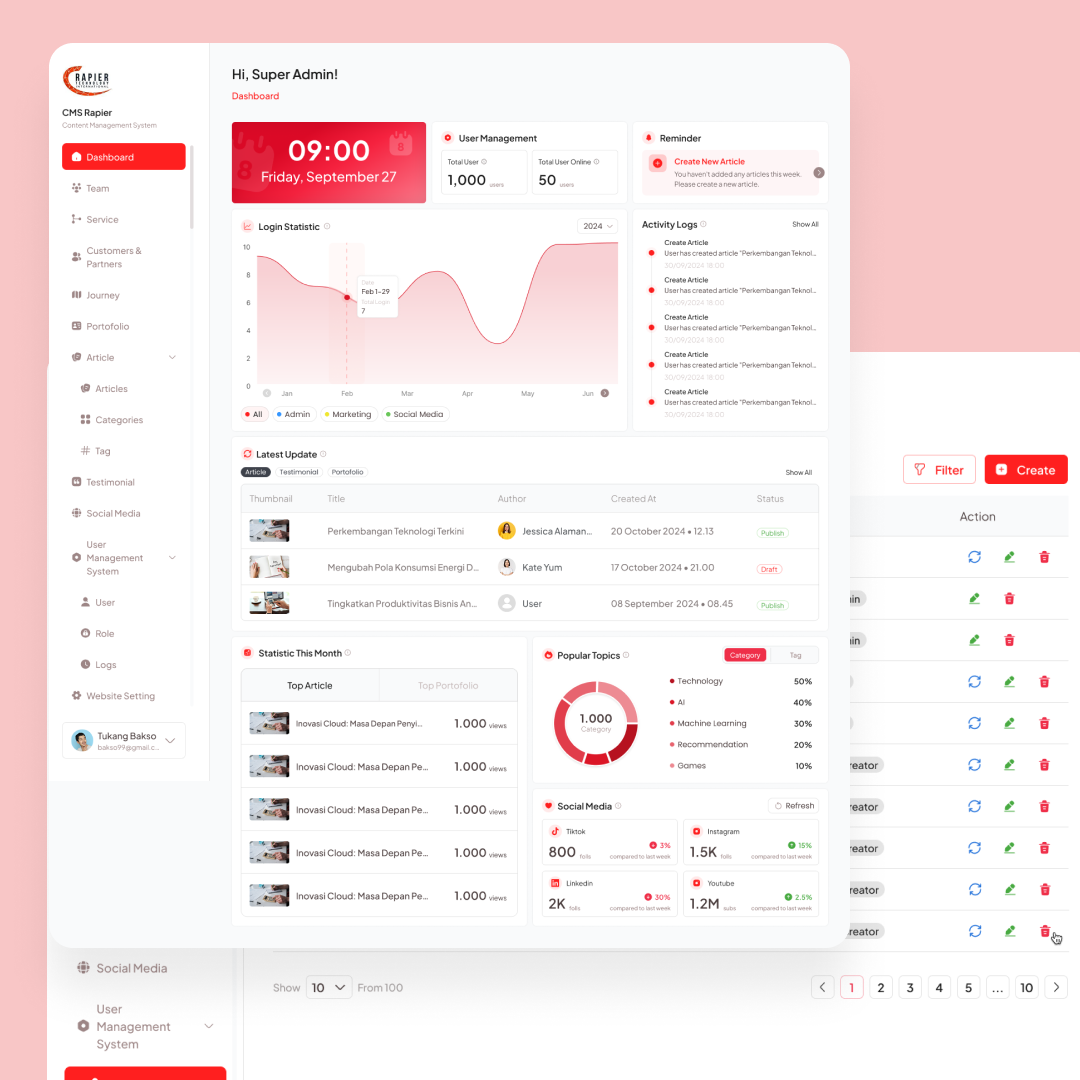 RAPIER
TECHNOLOGY
INTERNATIONAL
CMS Rapier
Content Management System
Dashboard
Team
Service
Customers &
Partners
Journey
Portofolio
Article
Articles
Categories
Tag
Testimonial
Social Media
User
Management
System
User
Role
Logs
Website Setting
Tukang Bakso
bakso99@gmail.c...
Hi, Super Admin!
Dashboard
8
8
09:00
Friday, September 27
User Management
Total User
1,000 users
Total User Online
50 users
Reminder
Create New Article
You haven't added any articles this week.
Please create a new article.
Login Statistic
2024
10
8
6
4
2
0
Date
Feb 1-29
Total Login
7
Jan Feb Mar Apr Jun
All Admin Marketing Social Media
Activity Logs
Show All
Create Article
User has created article "Perkembangan Teknol...
30/09/2024 18:00
Create Article
User has created article "Perkembangan Teknol...
30/09/2024 18:00
Create Article
User has created article "Perkembangan Teknol...
30/09/2024 18:00
Create Article
User has created article "Perkembangan Teknol...
30/09/2024 18:00
Create Article
User has created article "Perkembangan Teknol...
30/09/2024 18:00
Latest Update
Article Testimonial Portofolio
Show All
Thumbnail Title Author Created At Status
Perkembangan Teknologi Terkini Jessica Alaman... 20 October 2024 • 12.13 Publish
Mengubah Pola Konsumsi Energi D... Kate Yum 17 October 2024 • 21.00 Draft
Tingkatkan Produktivitas Bisnis An... User 08 September 2024 • 08.45 Publish
Statistic This Month
Top Article Top Portofolio
Inovasi Cloud: Masa Depan Penyi... 1.000 views
Inovasi Cloud: Masa Depan Pe... 1.000 views
Inovasi Cloud: Masa Depan Pe... 1.000 views
Inovasi Cloud: Masa Depan Pe... 1.000 views
Inovasi Cloud: Masa Depan Pe... 1.000 views
Popular Topics
Category Tag
1.000
Category
Technology 50%
AI 40%
Machine Learning 30%
Recommendation 20%
Games 10%
Social Media
Refresh
Tiktok
800 folls
3%
compared to last week
Instagram
1.5K folls
15%
compared to last week
Linkedin
2K folls
30%
compared to last week
Youtube
1.2M subs
2.5%
compared to last week
Filter Create
Action
in
in
reator
reator
reator
reator
reator
Social Media
User
Management
System
Show 10 From 100
1 2 3 4 5 ... 10